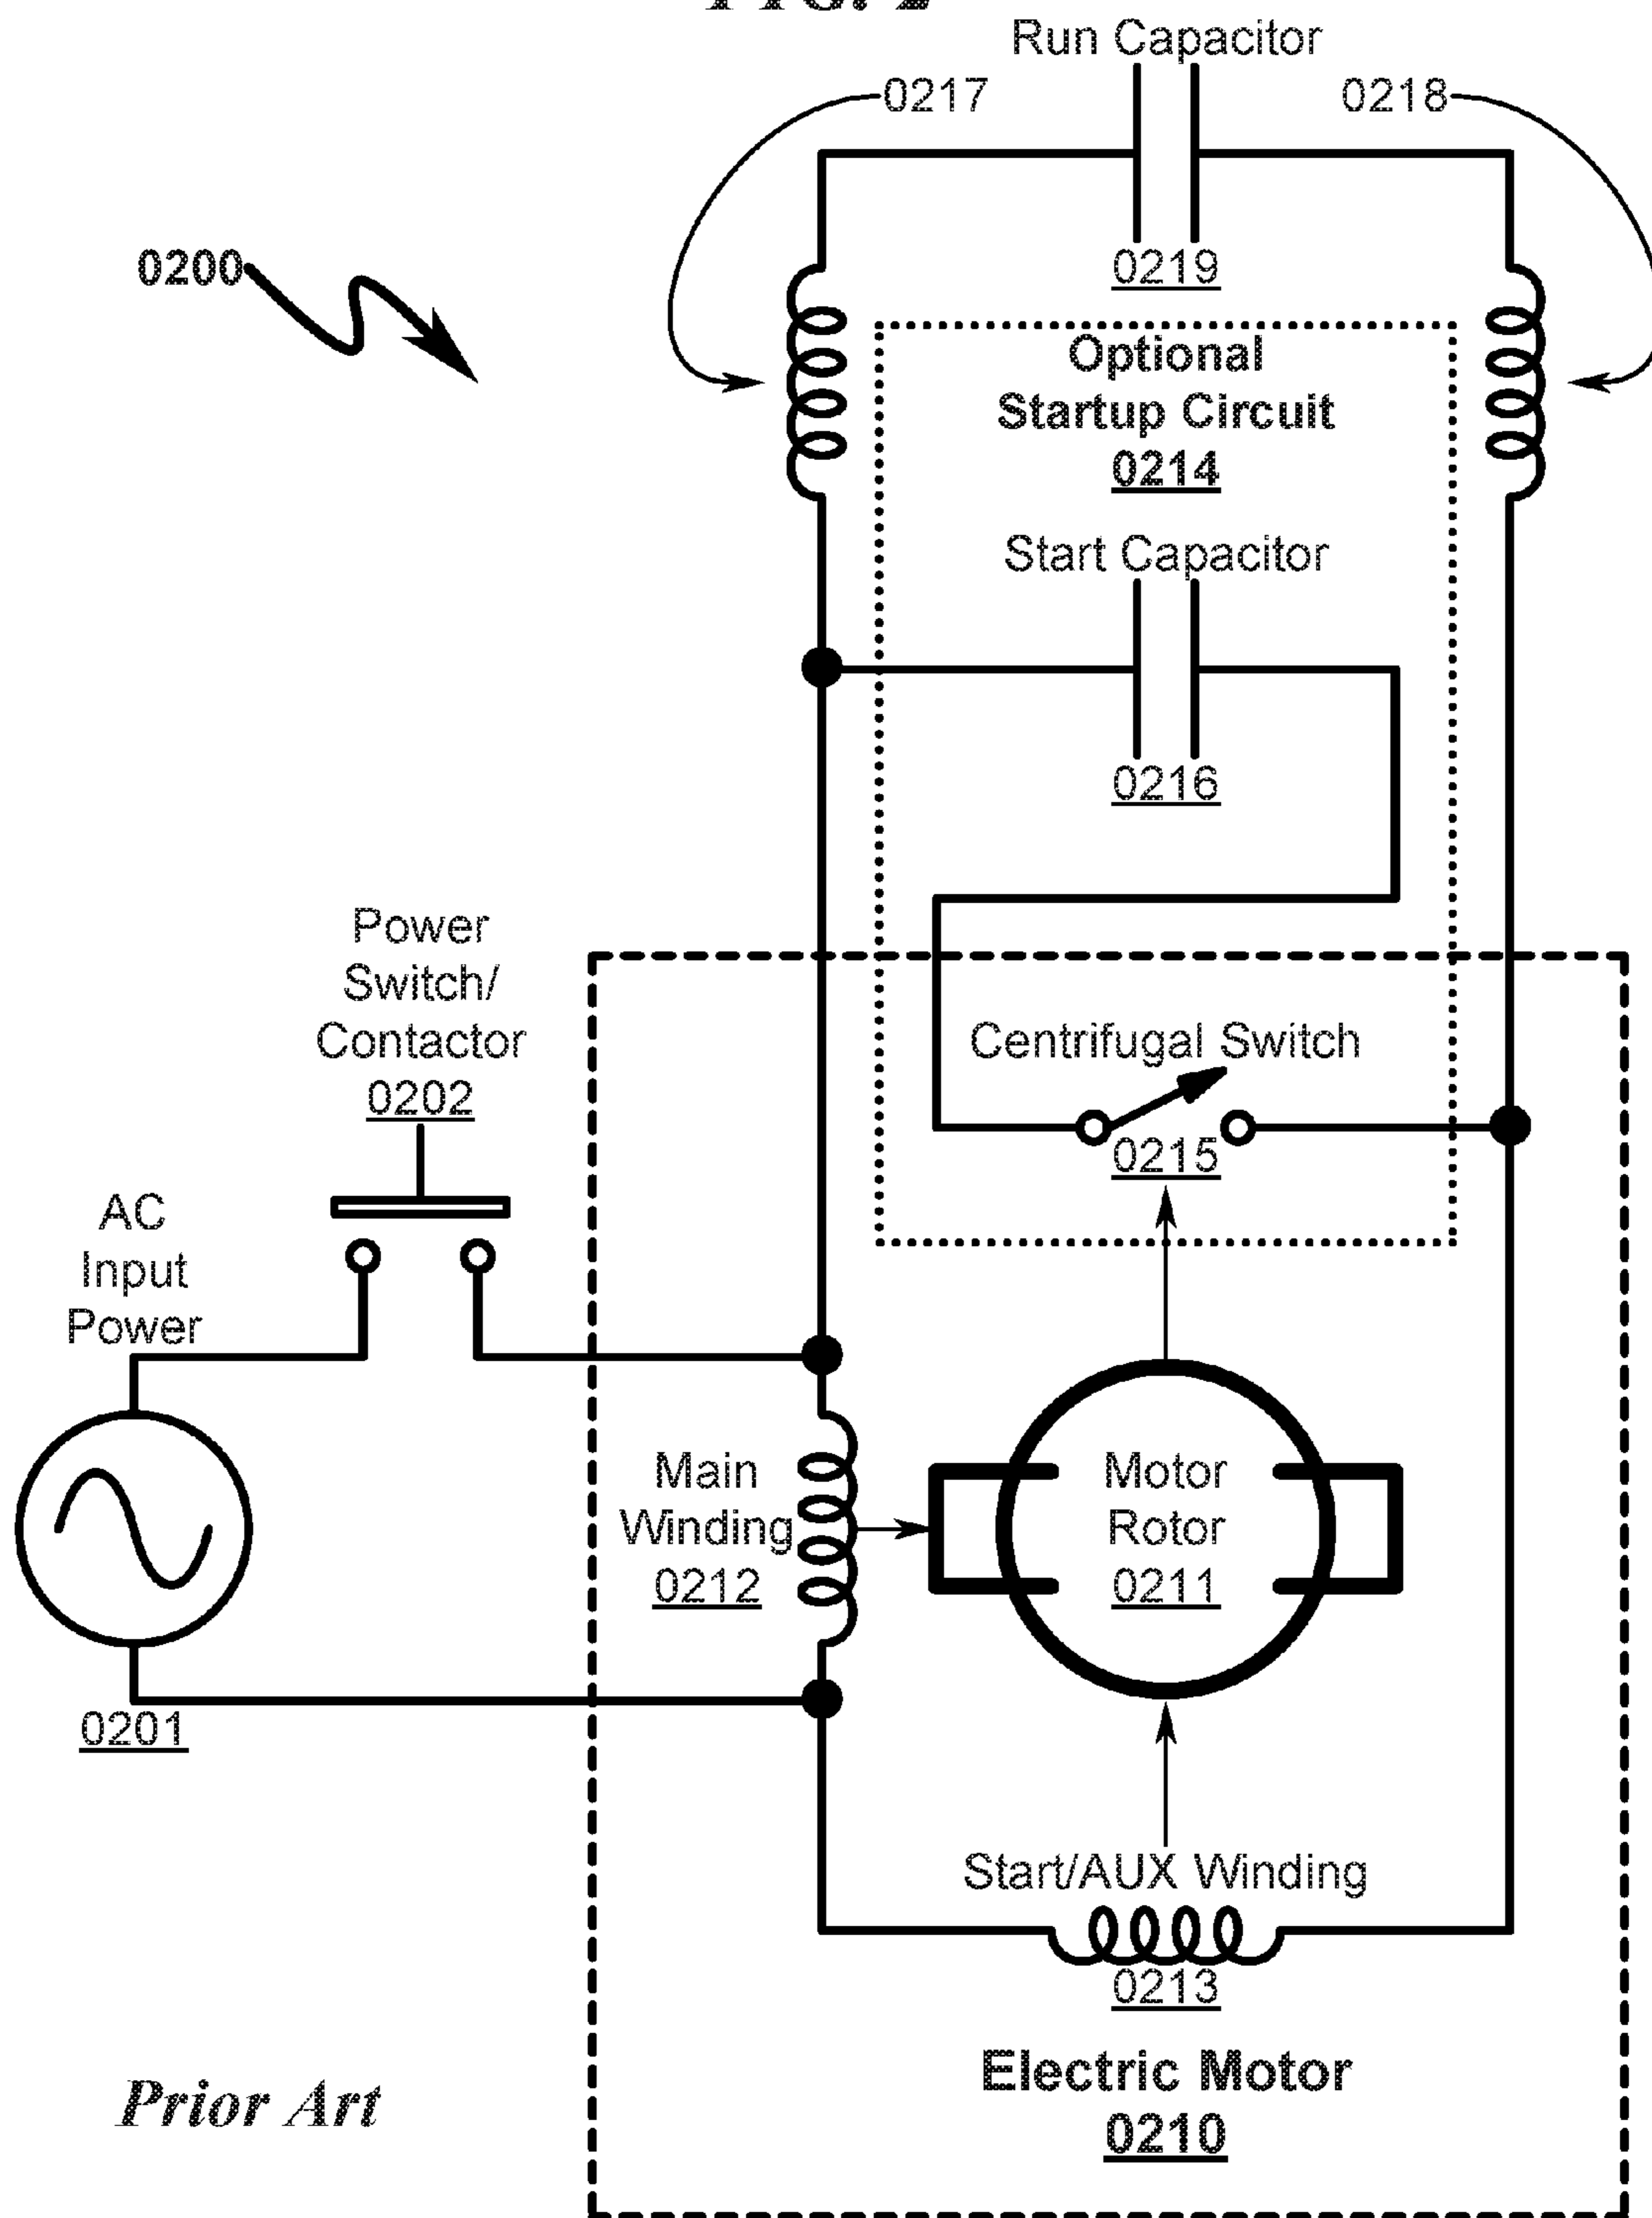 Run Capacitor
0217
0218
0219
0200
Optional
Startup Circuit
0214
Start Capacitor
0216
Power
Switch/
Contactor
0202
Centrifugal Switch
0215
AC
Input
Power
0201
Main
Winding
0212
Motor
Rotor
0211
Start/AUX Winding
0213
Electric Motor
0210
Prior Art